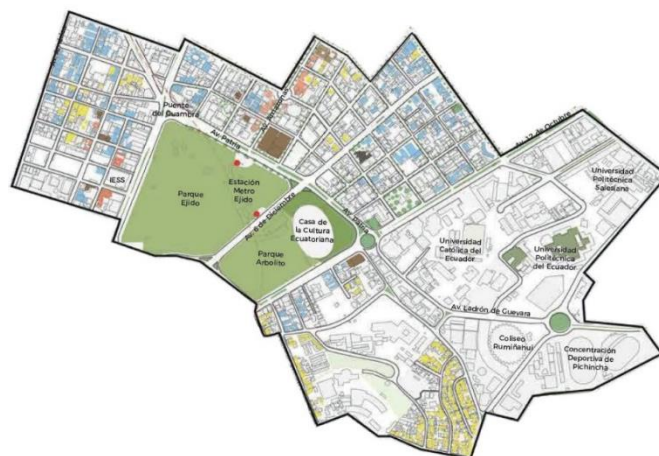 Puente
del Guambra
Av. Patria
Av. 12 de Octubre
IESS
Parque
Ejido
Estación
Metro
Ejido
Av. 6 de Diciembre
Casa de
la Cultura
Ecuatoriana
Av. Patria
Parque
Arbolito
Universidad
Politécnica
Salesiana
Universidad
Católica del
Ecuador
Universidad
Politécnica
del Ecuador
Av. Ladrón de Guevara
Coliseo
Rumiñahui
Concentración
Deportiva de
Pichincha